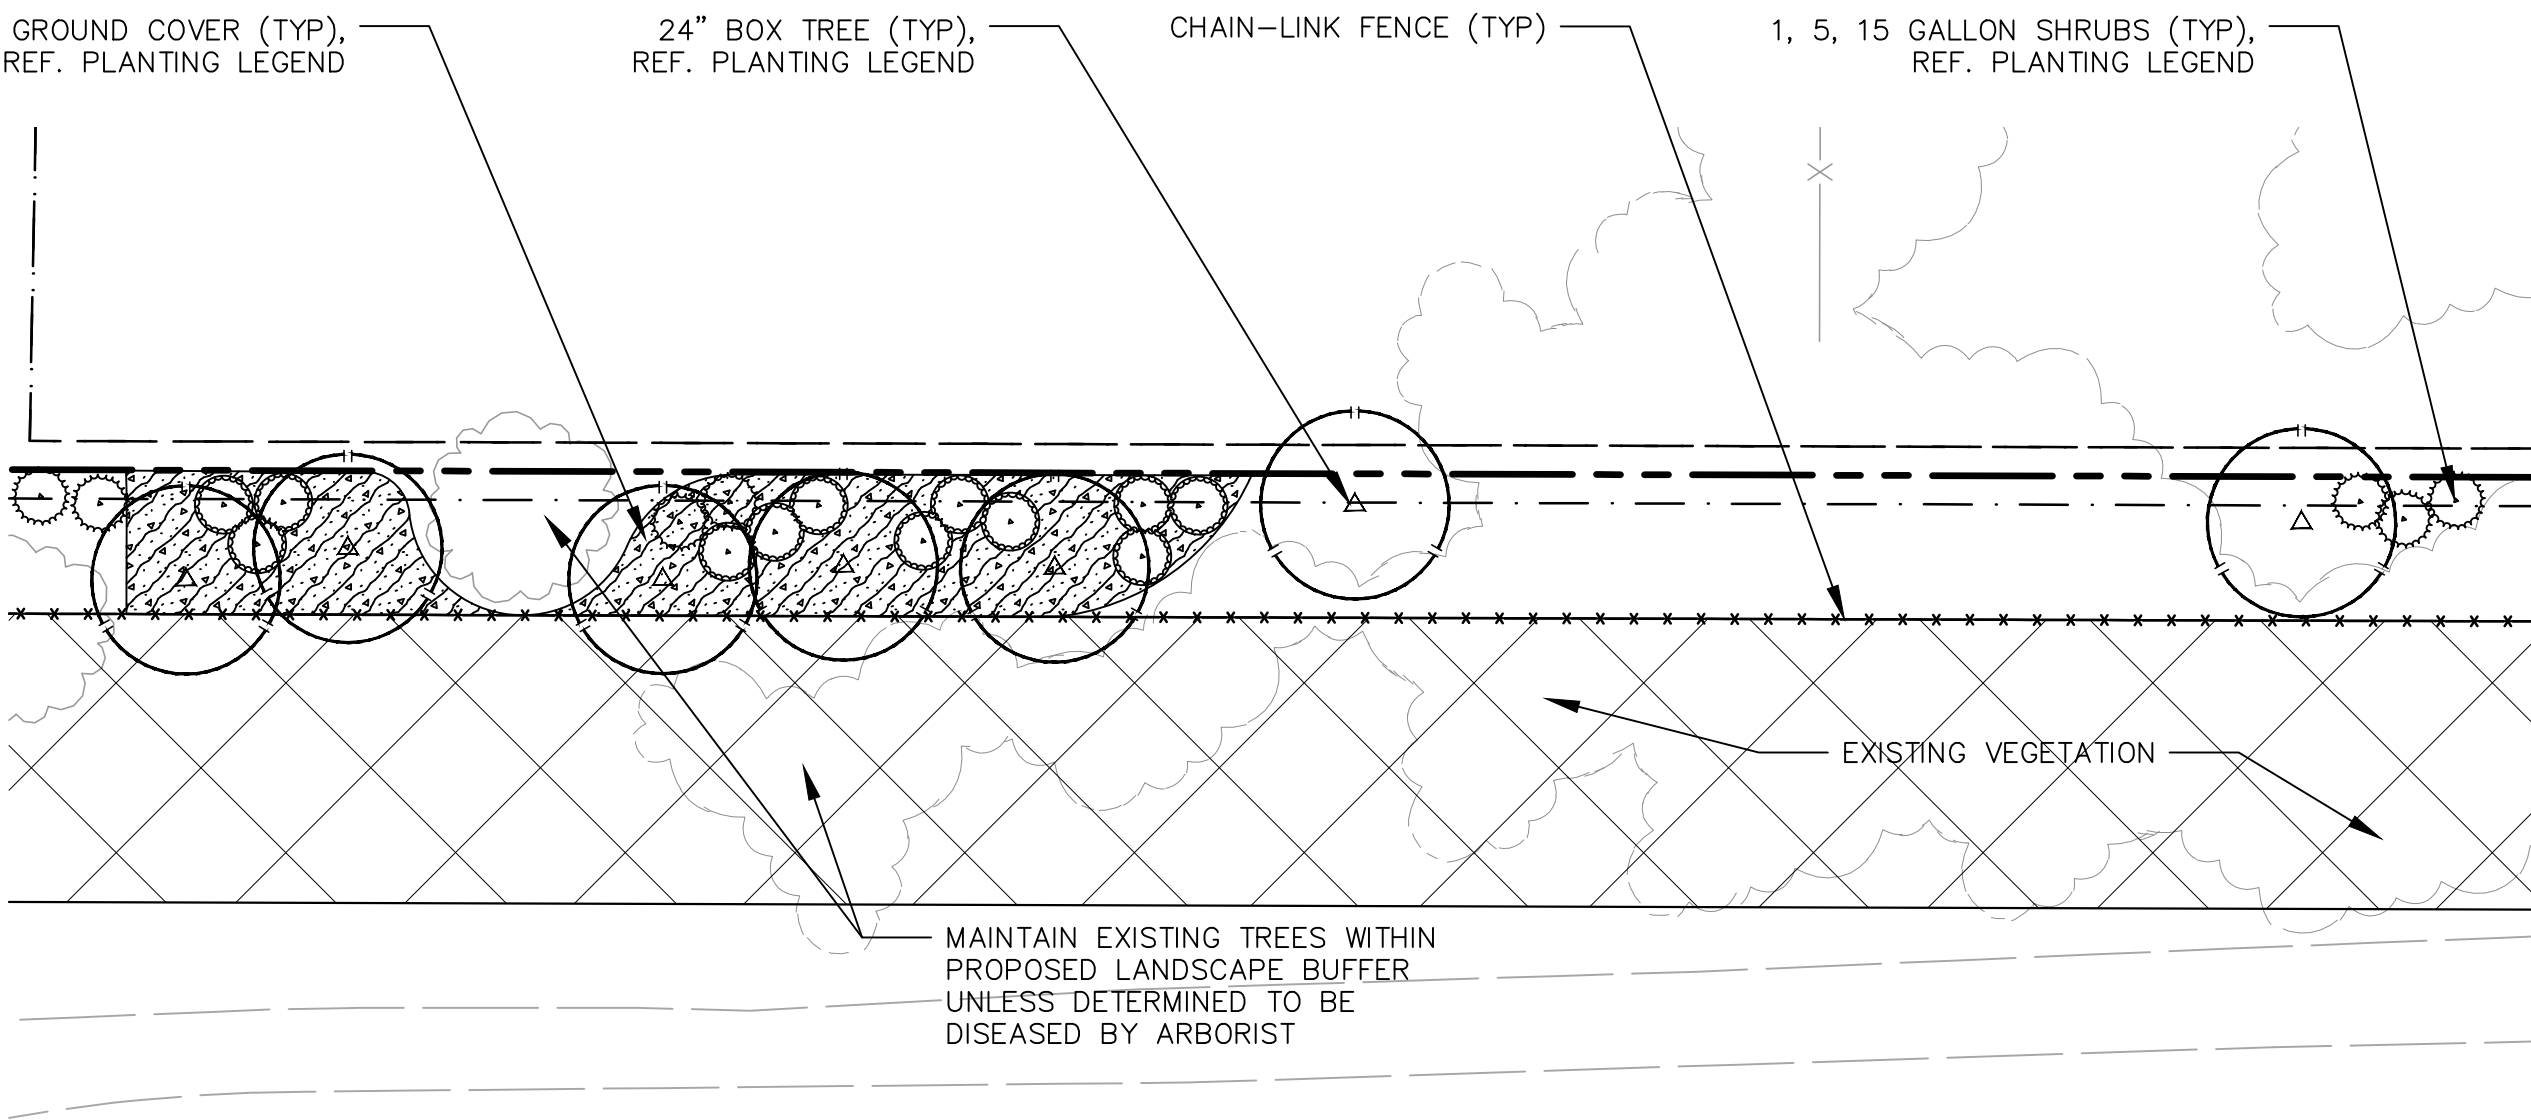 GROUND COVER (TYP),
REF. PLANTING LEGEND
24” BOX TREE (TYP),
REF. PLANTING LEGEND
CHAIN–LINK FENCE (TYP)
1, 5, 15 GALLON SHRUBS (TYP),
REF. PLANTING LEGEND
EXISTING VEGETATION
MAINTAIN EXISTING TREES WITHIN
PROPOSED LANDSCAPE BUFFER
UNLESS DETERMINED TO BE
DISEASED BY ARBORIST